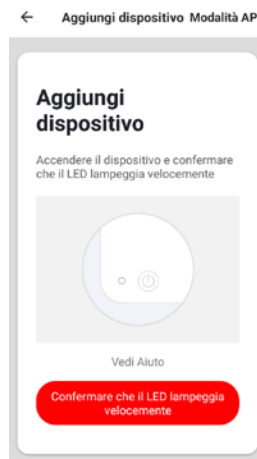 Aggiungi dispositivo Modalità AP
Aggiungi
dispositivo
Accendere il dispositivo e confermare
che il LED lampeggia velocemente
Vedi Aiuto
Confermare che il LED lampeggia
velocemente